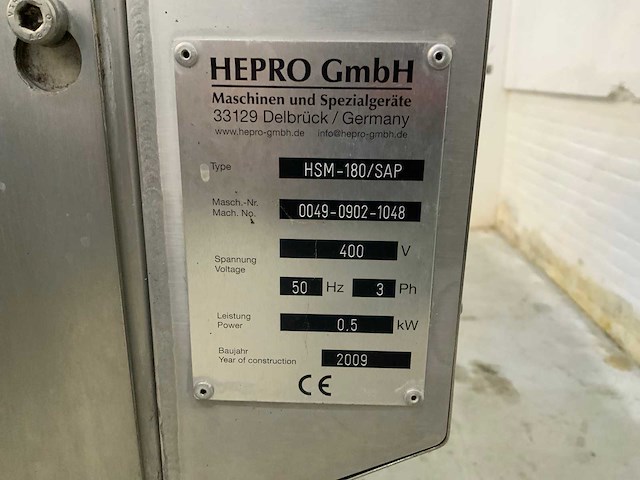 HEPRO GmbH
Maschinen und Spezialgeräte
33129 Delbrück / Germany
www.hepro-gmbh.de info@hepro-gmbh.de
Type HSM-180/SAP
Masch.-Nr.
Mach. No. 0049-0902-1048
Spannung
Voltage 400 V
50 Hz 3 Ph
Leistung
Power 0.5 kW
Baujahr
Year of construction 2009
CE